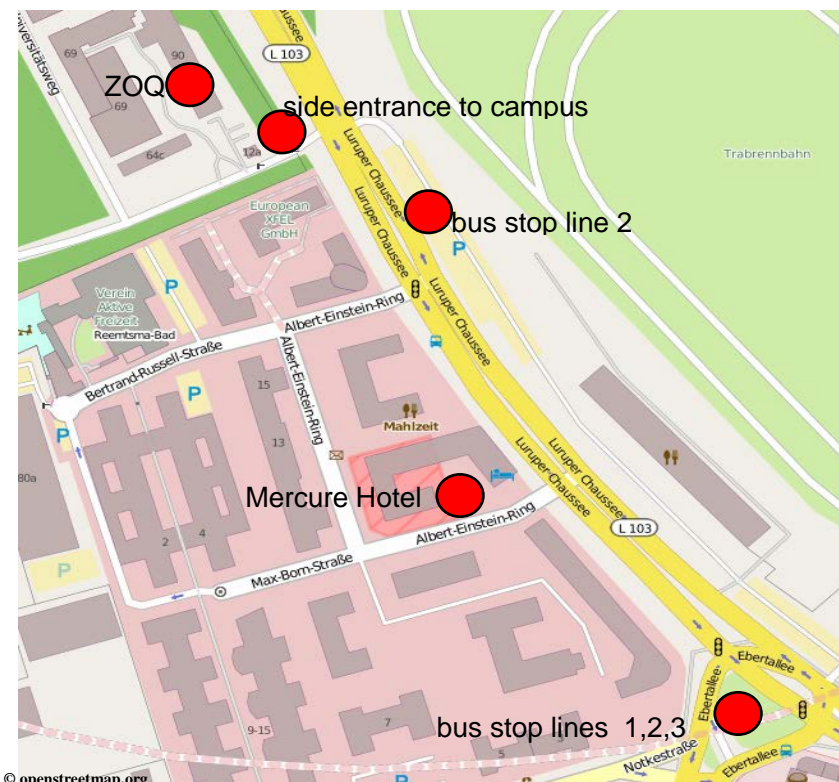 Universitätsweg
69
90
L 103
ZOQ
69
side entrance to campus
64c
12a
Luruper Chaussee
Luruper Chaussee
Trabrennbahn
European
XFEL
GmbH
bus stop line 2
P
Verein
Aktive
Freizeit
P
Reemtsma-Bad
Albert-Einstein-Ring
Luruper Chaussee
Bertrand-Russell-Straße
Albert-Einstein-Ring
15
P
13
Mahlzeit
P
80a
Luruper Chaussee
Luruper-Chaussee
Mercure Hotel
Albert-Einstein-Ring
L 103
4
2
Max-Born-Straße
P
Ebertallee
Ebertallee
9-15
7
5
3
bus stop lines 1,2,3
Notkestraße
Ebertallee
P
© openstreetmap.org